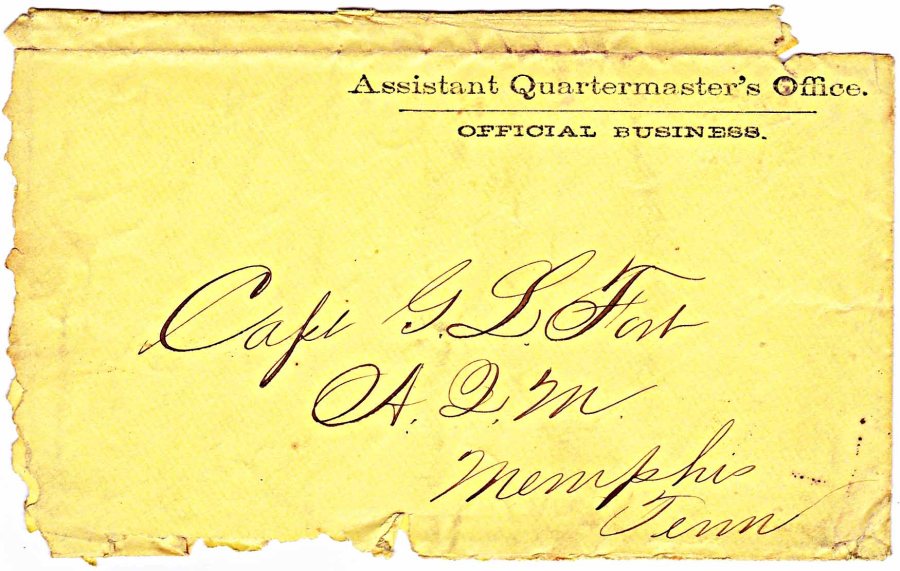 Assistant Quartermaster's Office.
OFFICIAL BUSINESS.
Capt G. L. Fort
A. Q. M.
Memphis
Tenn